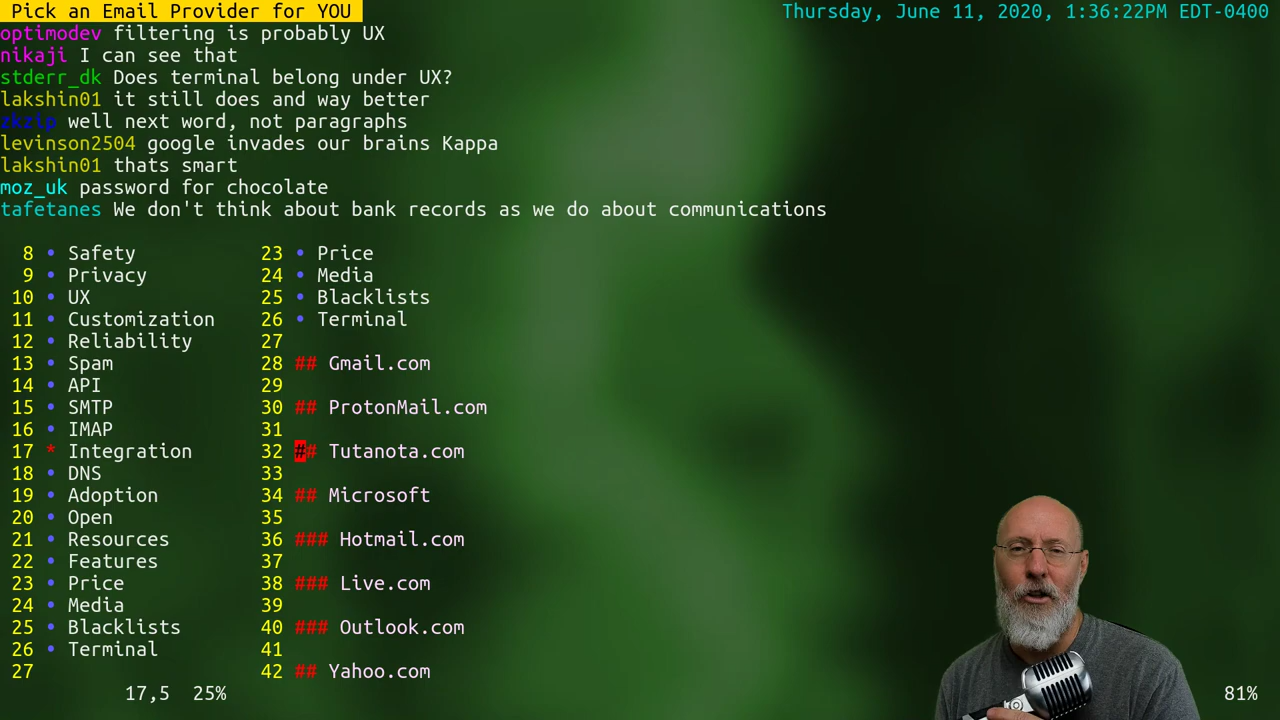 Pick an Email Provider for YOU
Thursday, June 11, 2020, 1:36:22PM EDT-0400
optimodev filtering is probably UX
nikaji I can see that
stderr_dk Does terminal belong under UX?
lakshin01 it still does and way better
zkzip well next word, not paragraphs
levinson2504 google invades our brains Kappa
lakshin01 thats smart
moz_uk password for chocolate
tafetanes We don't think about bank records as we do about communications
8 • Safety
9 • Privacy
10 • UX
11 • Customization
12 • Reliability
13 • Spam
14 • API
15 • SMTP
16 • IMAP
17 * Integration
18 • DNS
19 • Adoption
20 • Open
21 • Resources
22 • Features
23 • Price
24 • Media
25 • Blacklists
26 • Terminal
27
17,5 25%
23 • Price
24 • Media
25 • Blacklists
26 • Terminal
27
28 ## Gmail.com
29
30 ## ProtonMail.com
31
32 ## Tutanota.com
33
34 ## Microsoft
35
36 ### Hotmail.com
37
38 ### Live.com
39
40 ### Outlook.com
41
42 ## Yahoo.com
81%